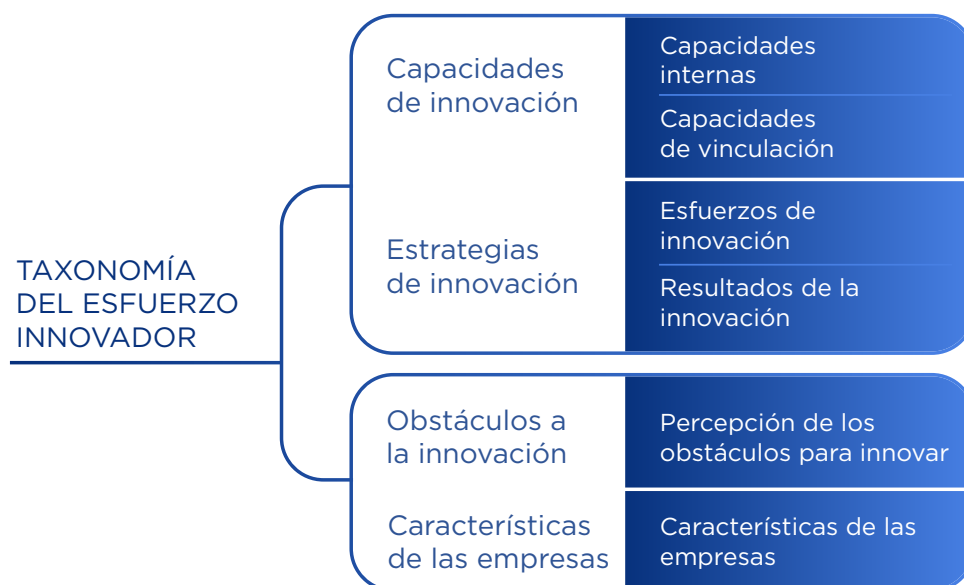 TAXONOMÍA
DEL ESFUERZO
INNOVADOR
Capacidades
de innovación
Capacidades
internas
Capacidades
de vinculación
Estrategias
de innovación
Esfuerzos de
innovación
Resultados de la
innovación
Obstáculos a
la innovación
Percepción de los
obstáculos para innovar
Características
de las empresas
Características de las
empresas